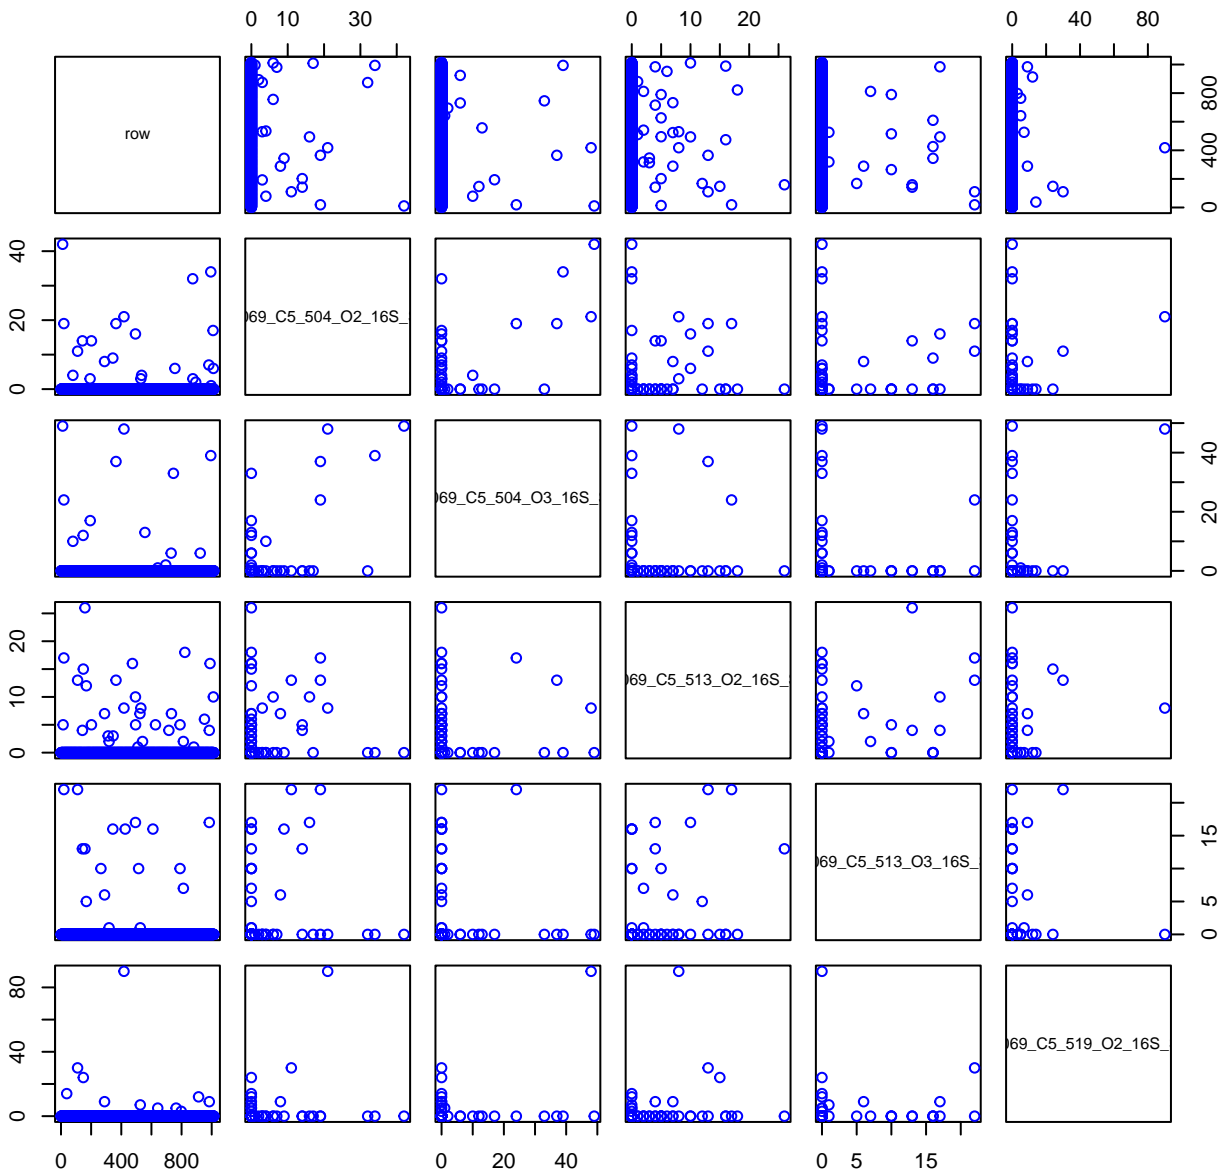 0 10 30
0 10 20
0 40 80
row
0 400 800
0 20 40
069_C5_504_O2_16S_
069_C5_504_O3_16S_
0 20 40
0 10 20
069_C5_513_O2_16S_
069_C5_513_O3_16S_
0 5 15
0 40 80
069_C5_519_O2_16S_
0 400 800
0 20 40
0 5 15